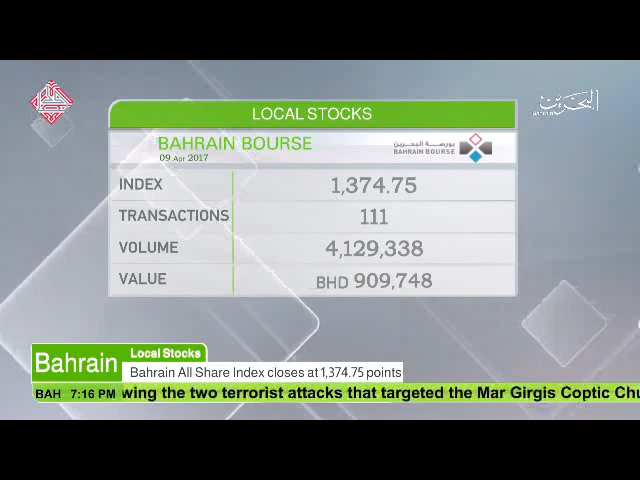 البحرين
LOCAL STOCKS
BAHRAIN BOURSE
09 Apr 2017
بورصة البحرين
BAHRAIN BOURSE
INDEX 1,374.75
TRANSACTIONS 111
VOLUME 4,129,338
VALUE BHD 909,748
Bahrain
Local Stocks
Bahrain All Share Index closes at 1,374.75 points
BAH 7:16 PM wing the two terrorist attacks that targeted the Mar Girgis Coptic Chu